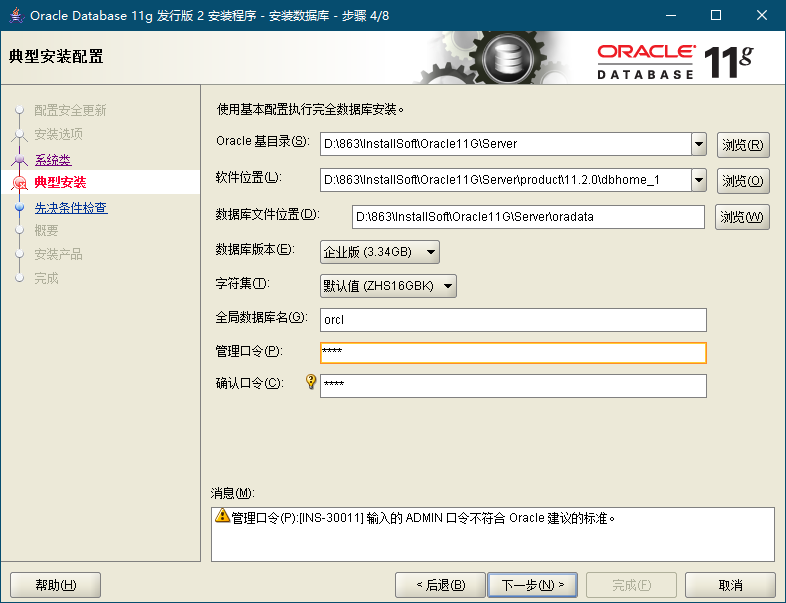 Oracle Database 11g 发行版 2 安装程序 - 安装数据库 - 步骤 4/8
典型安装配置
ORACLE
DATABASE 11g
配置安全更新
安装选项
系统类
典型安装
先决条件检查
概要
安装产品
完成
使用基本配置执行完全数据库安装。
Oracle 基目录(S): D:\863\InstallSoft\Oracle11G\Server 浏览(R)
软件位置(L): D:\863\InstallSoft\Oracle11G\Server\product\11.2.0\dbhome_1 浏览(O)
数据库文件位置(D): D:\863\InstallSoft\Oracle11G\Server\oradata 浏览(W)
数据库版本(E): 企业版 (3.34GB)
字符集(T): 默认值 (ZHS16GBK)
全局数据库名(G): orcl
管理口令(P): ****
确认口令(C): ****
消息(M):
管理口令(P):[INS-30011] 输入的 ADMIN 口令不符合 Oracle 建议的标准。
帮助(H) < 后退(B) 下一步(N) > 完成(F) 取消